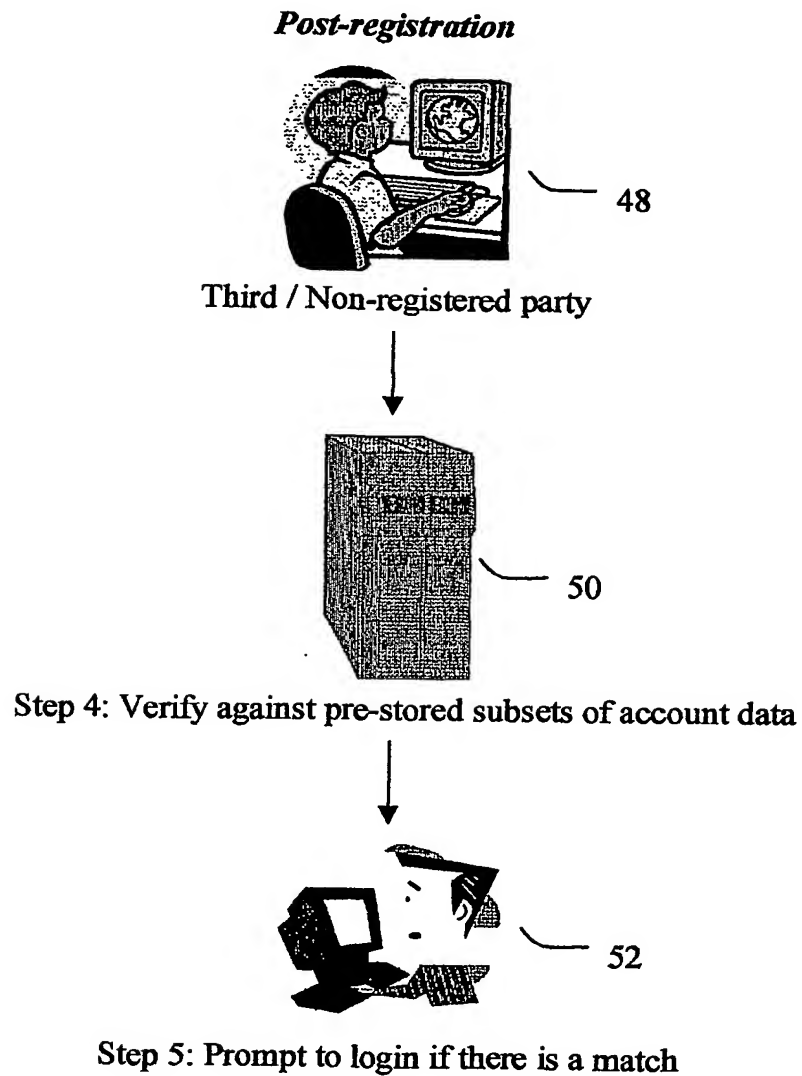 Post-registration
48
Third / Non-registered party
50
Step 4: Verify against pre-stored subsets of account data
52
Step 5: Prompt to login if there is a match